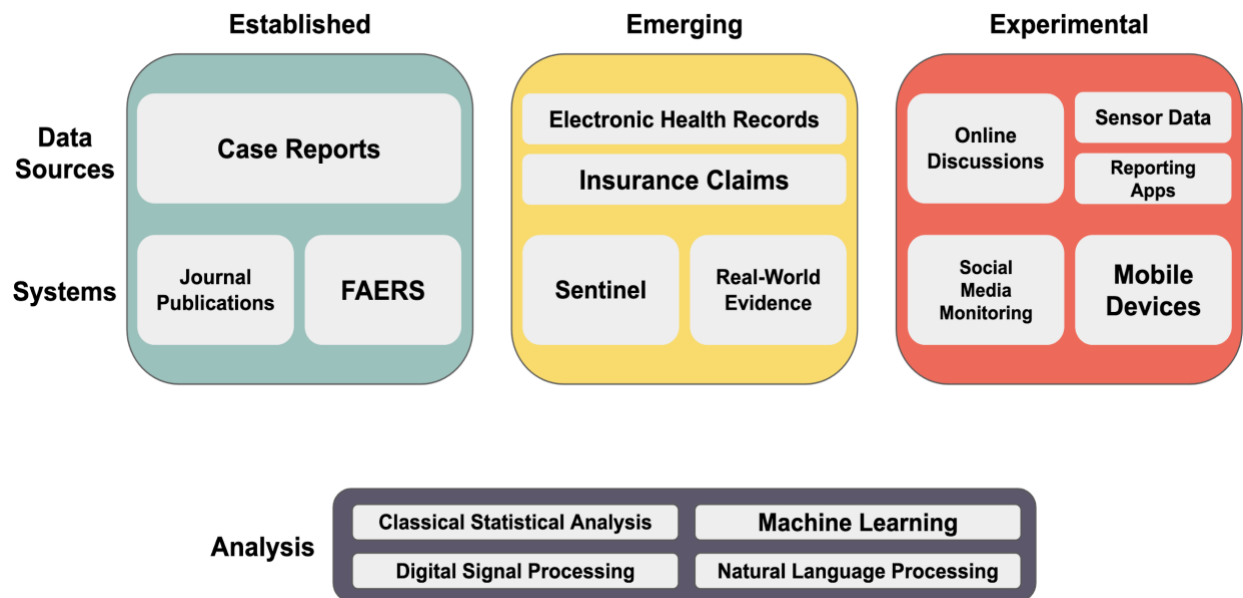 Established
Emerging
Experimental
Data
Sources
Case Reports
Electronic Health Records
Insurance Claims
Online
Discussions
Sensor Data
Reporting
Apps
Systems
Journal
Publications
FAERS
Sentinel
Real-World
Evidence
Social
Media
Monitoring
Mobile
Devices
Analysis
Classical Statistical Analysis
Machine Learning
Digital Signal Processing
Natural Language Processing